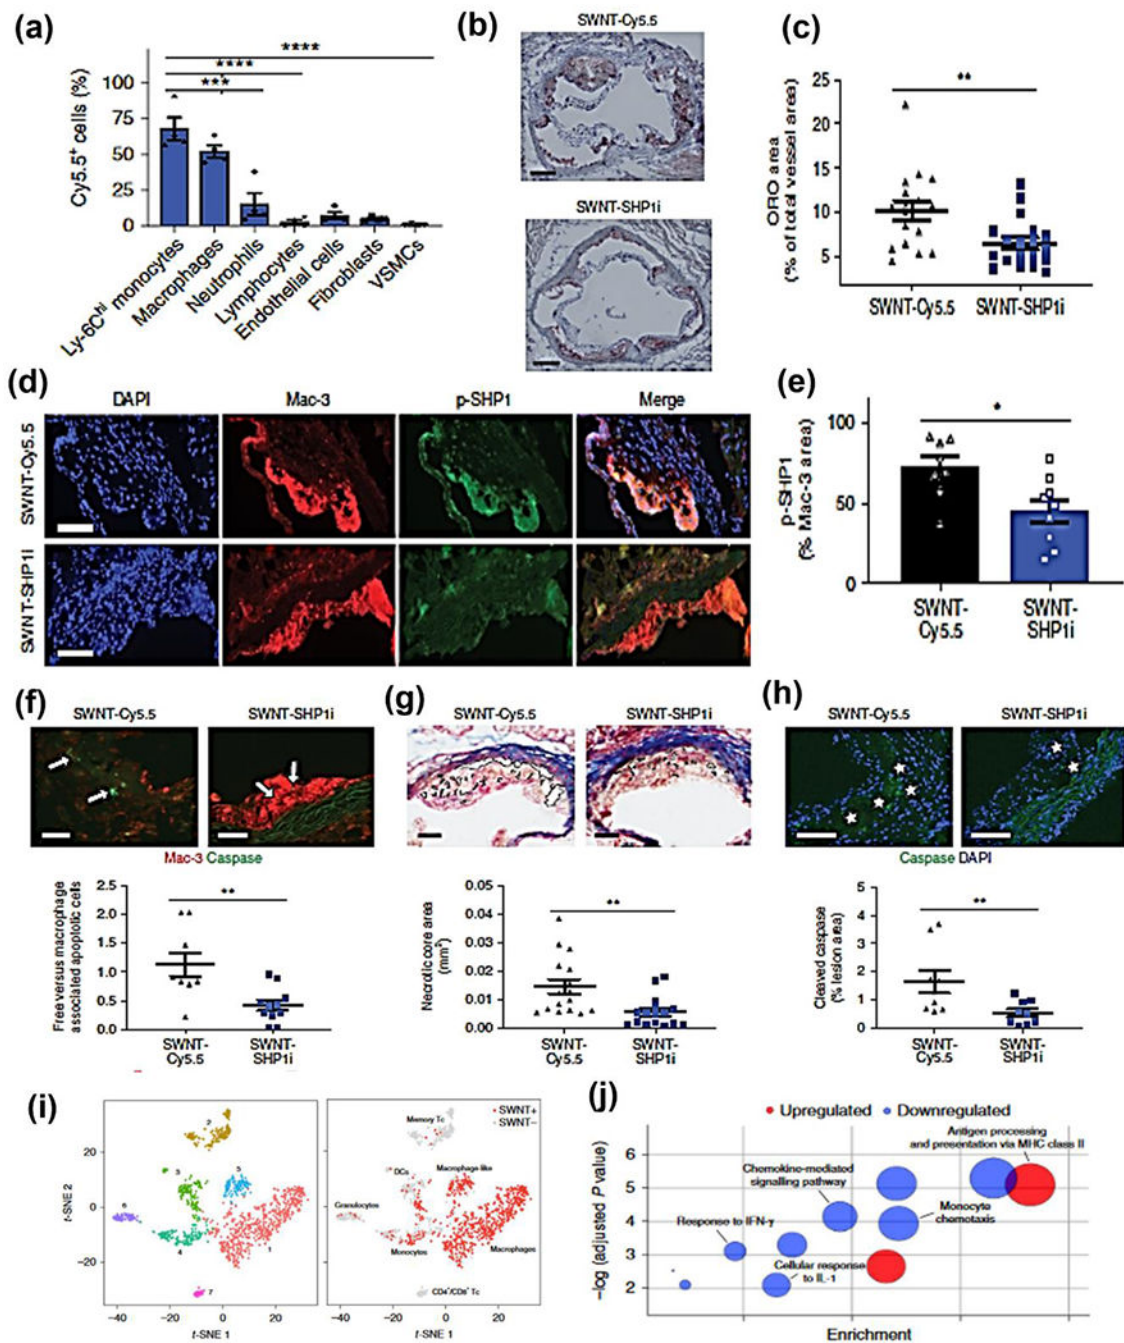 (a)
Cy5.5+ cells (%)
100
75
50
25
0
****
****
***
Ly-6Chi monocytes
Macrophages
Neutrophils
Lymphocytes
Endothelial cells
Fibroblasts
VSMCs
(b)
SWNT-Cy5.5
SWNT-SHP1i
(c)
ORO area
(% of total vessel area)
25
20
15
10
5
**
SWNT-Cy5.5 SWNT-SHP1i
(d)
DAPI Mac-3 p-SHP1 Merge
SWNT-Cy5.5
SWNT-SHP1i
(e)
p-SHP1
(% Mac-3 area)
100
50
0
*
SWNT-
Cy5.5
SWNT-
SHP1i
(f)
SWNT-Cy5.5 SWNT-SHP1i
Mac-3 Caspase
Free versus macrophage
associated apoptotic cells
2.5
2.0
1.5
1.0
0.5
0.0
**
SWNT-
Cy5.5
SWNT-
SHP1i
(g)
SWNT-Cy5.5 SWNT-SHP1i
Necrotic core area
(mm²)
0.05
0.04
0.03
0.02
0.01
0.00
**
SWNT-
Cy5.5
SWNT-
SHP1i
(h)
SWNT-Cy5.5 SWNT-SHP1i
Caspase DAPI
Cleaved caspase
(% lesion area)
5
4
3
2
1
0
**
SWNT-
Cy5.5
SWNT-
SHP1i
(i)
t-SNE 2
20
0
−20
2
3
5
6
4
1
7
−40 −20 0 20
t-SNE 1
SWNT+
SWNT−
Memory Tc
DCs
Macrophage-like
Granulocytes
Monocytes
Macrophages
CD4+/CD8+ Tc
−40 −20 0 20
t-SNE 1
(j)
Upregulated Downregulated
Antigen processing
and presentation via MHC class II
Chemokine-mediated
signalling pathway
Monocyte
chemotaxis
Response to IFN-γ
Cellular response
to IL-1
−log (adjusted P value)
6
5
4
3
2
Enrichment